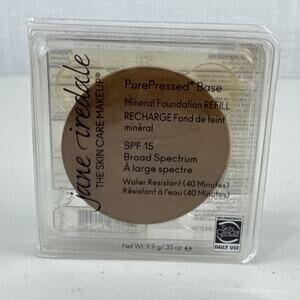 jane iredale
THE SKIN CARE MAKEUP®
PurePressed® Base
Mineral Foundation REFILL
RECHARGE Fond de teint
minéral
SPF 15
Broad Spectrum
À large spectre
Water Resistant (40 Minutes)
Résistant à l'eau (40 Minutes)
Net Wt. 9.9 g/.35 oz
SKIN
CANCER
DAILY USE